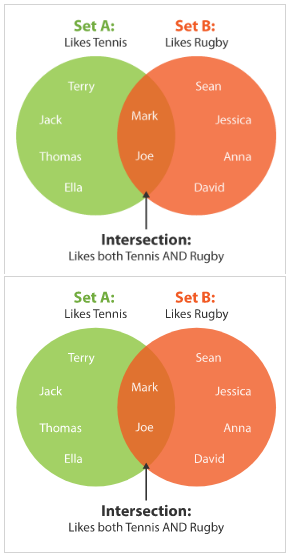 Set A: Set B:
Likes Tennis Likes Rugby
Terry Sean
Mark
Jack Jessica
Thomas Joe Anna
Ella David
Intersection:
Likes both Tennis AND Rugby
Set A: Set B:
Likes Tennis Likes Rugby
Terry Sean
Mark
Jack Jessica
Thomas Joe Anna
Ella David
Intersection:
Likes both Tennis AND Rugby